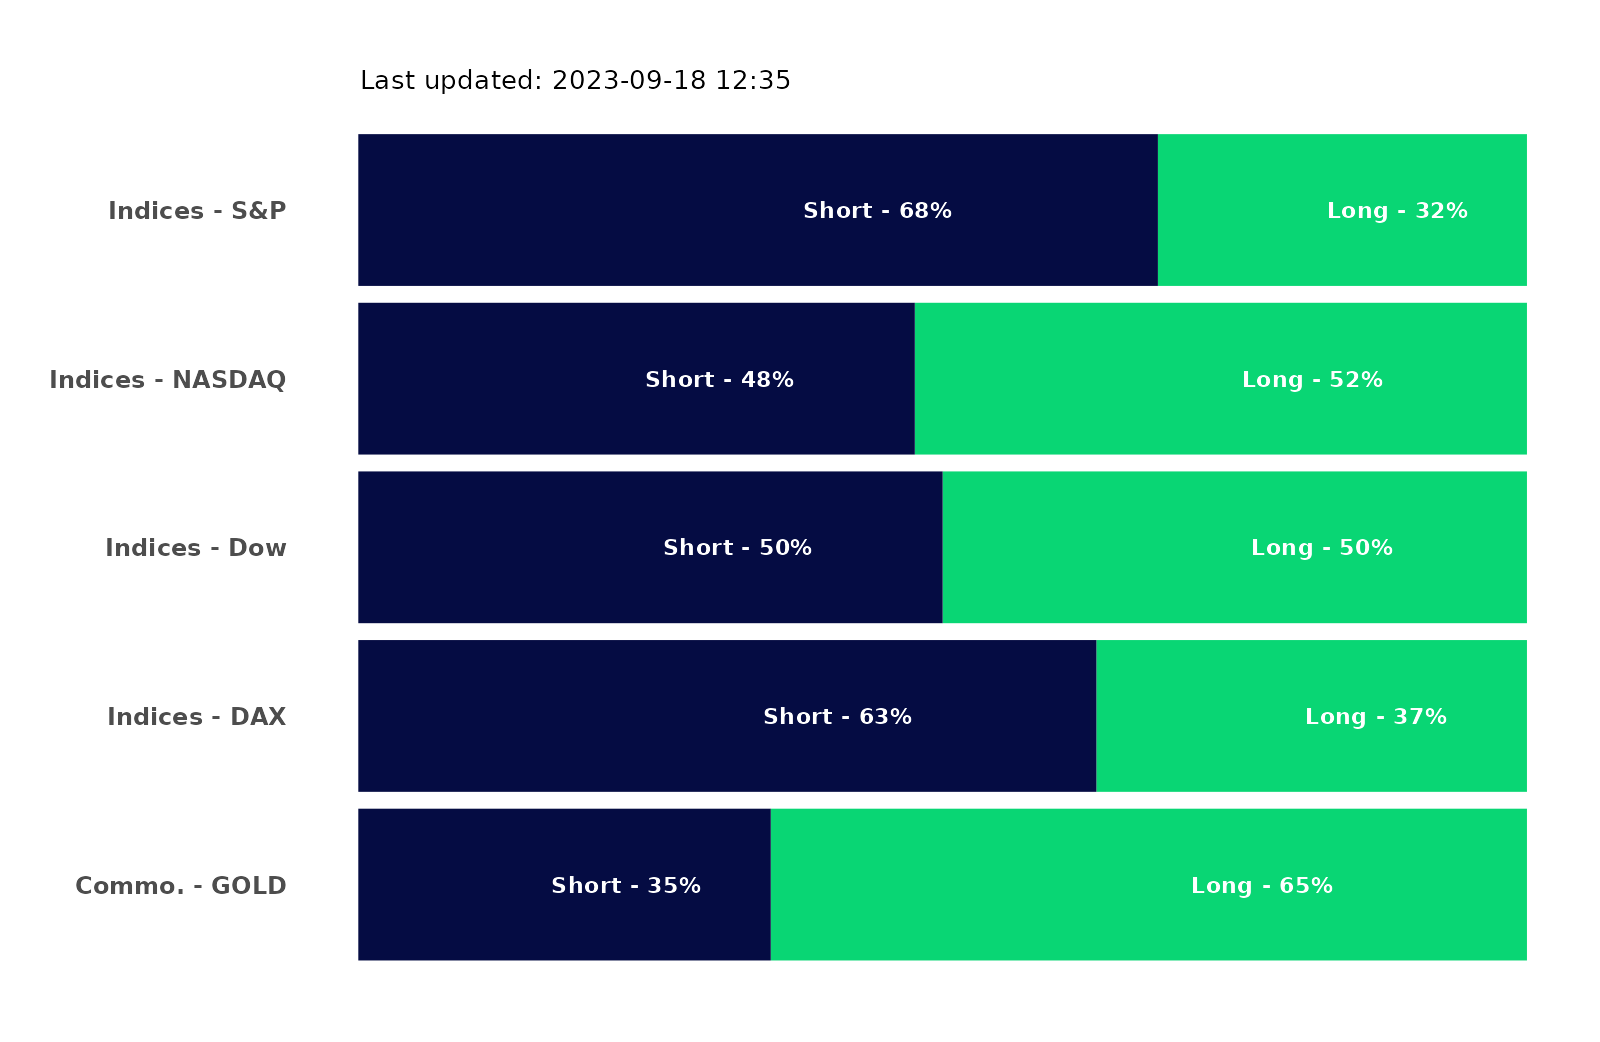 Last updated: 2023-09-18 12:35
Indices - S&P Short - 68% Long - 32%
Indices - NASDAQ Short - 48% Long - 52%
Indices - Dow Short - 50% Long - 50%
Indices - DAX Short - 63% Long - 37%
Commo. - GOLD Short - 35% Long - 65%